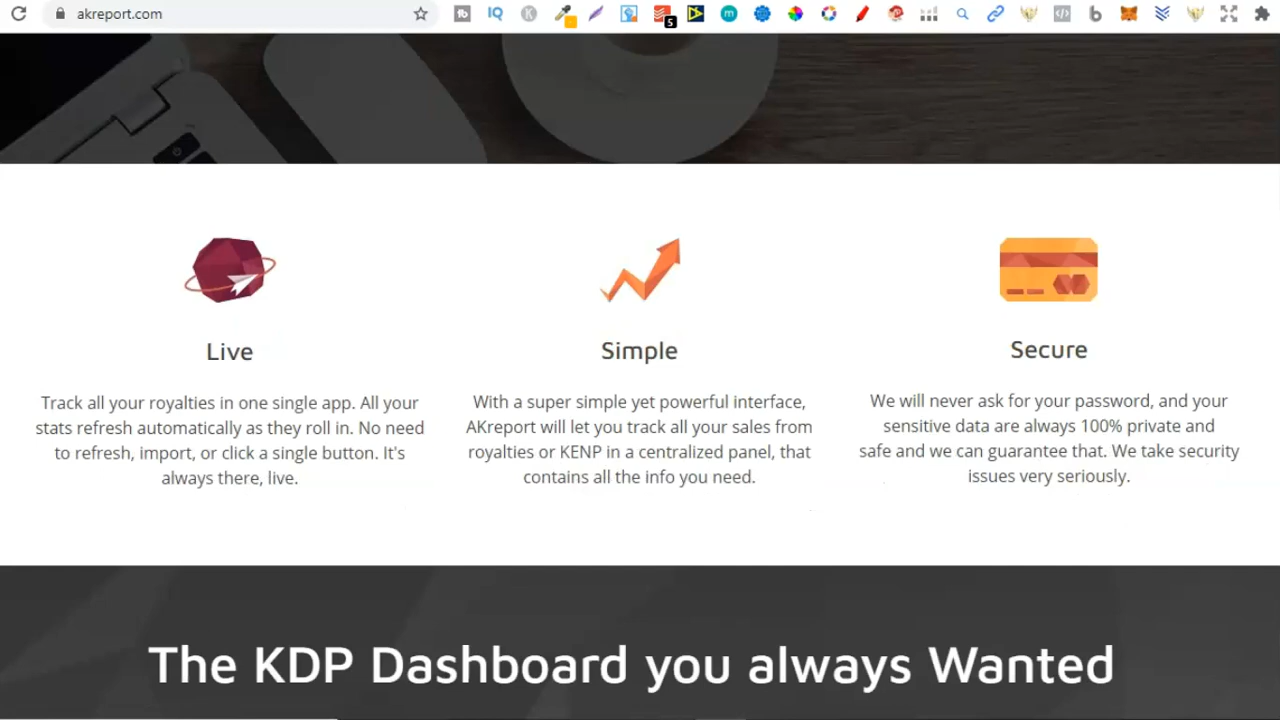 akreport.com
tb
IQ
K
5
m
b
Live
Simple
Secure
Track all your royalties in one single app. All your
stats refresh automatically as they roll in. No need
to refresh, import, or click a single button. It's
always there, live.
With a super simple yet powerful interface,
AKreport will let you track all your sales from
royalties or KENP in a centralized panel, that
contains all the info you need.
We will never ask for your password, and your
sensitive data are always 100% private and
safe and we can guarantee that. We take security
issues very seriously.
The KDP Dashboard you always Wanted